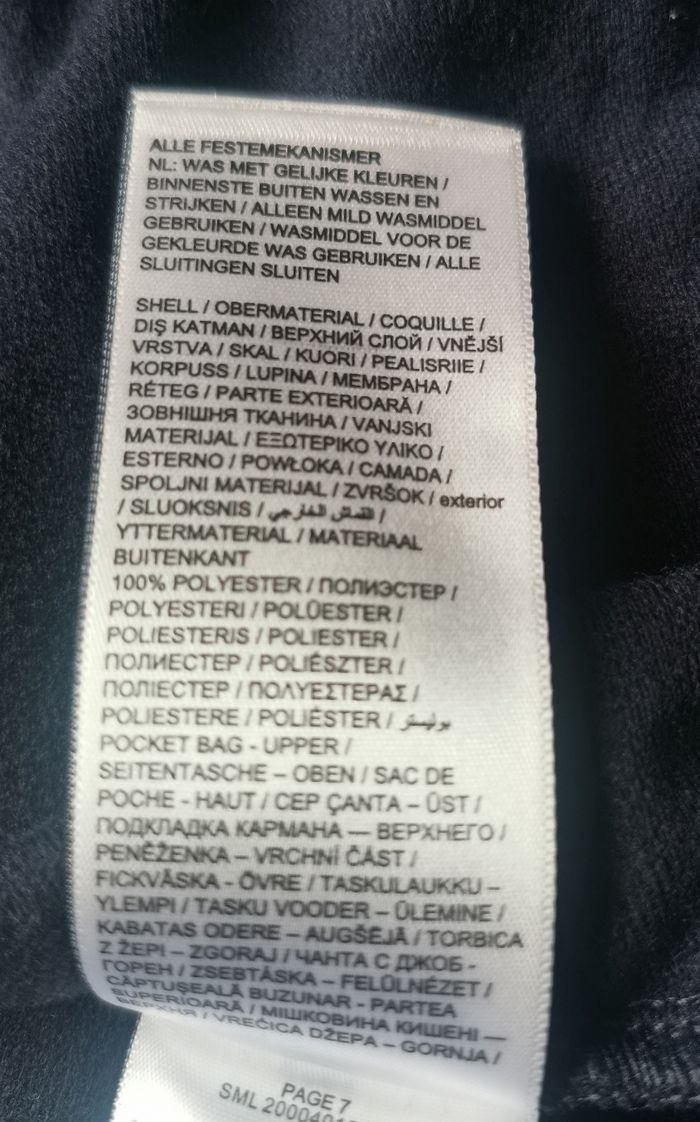 ALLE FESTEMEKANISMER
NL: WAS MET GELIJKE KLEUREN /
BINNENSTE BUITEN WASSEN EN
STRIJKEN / ALLEEN MILD WASMIDDEL
GEBRUIKEN / WASMIDDEL VOOR DE
GEKLEURDE WAS GEBRUIKEN / ALLE
SLUITINGEN SLUITEN
SHELL / OBERMATERIAL / COQUILLE /
DIŞ KATMAN / ВЕРХНИЙ СЛОЙ / VNĚJŠÍ
VRSTVA / SKAL / KUORI / PEALISRIIE /
KORPUSS / LUPINA / МЕМБРАНА /
RÉTEG / PARTE EXTERIOARĂ /
ЗОВНІШНЯ ТКАНИНА / VANJSKI
MATERIJAL / ΕΞΩΤΕΡΙΚΟ ΥΛΙΚΟ /
ESTERNO / POWŁOKA / CAMADA /
SPOLJNI MATERIJAL / ZVRŠOK / exterior
/ SLUOKSNIS / القماش الخارجي /
YTTERMATERIAL / MATERIAAL
BUITENKANT
100% POLYESTER / ПОЛИЭСТЕР /
POLYESTERI / POLÜESTER /
POLIESTERIS / POLIESTER /
ПОЛИЕСТЕР / POLIÉSZTER /
ПОЛІЕСТЕР / ΠΟΛΥΕΣΤΕΡΑΣ /
POLIESTERE / POLIÉSTER / بوليستر
POCKET BAG - UPPER /
SEITENTASCHE – OBEN / SAC DE
POCHE - HAUT / CEP ÇANTA – ÜST /
ПОДКЛАДКА КАРМАНА — ВЕРХНЕГО /
PENĚŽENKA – VRCHNÍ ČÁST /
FICKVÄSKA - ÖVRE / TASKULAUKKU –
YLEMPI / TASKU VOODER – ÜLEMINE /
KABATAS ODERE – AUGŠĒJĀ / TORBICA
Z ŽEPI – ZGORAJ / ЧАНТА С ДЖОБ -
ГОРЕН / ZSEBTÁSKA – FELÜLNÉZET /
CĂPTUȘEALĂ BUZUNAR - PARTEA
SUPERIOARĂ / МІШКОВИНА КИШЕНІ —
ВЕРХНЯ / VREĆICA DŽEPA – GORNJA /
PAGE 7